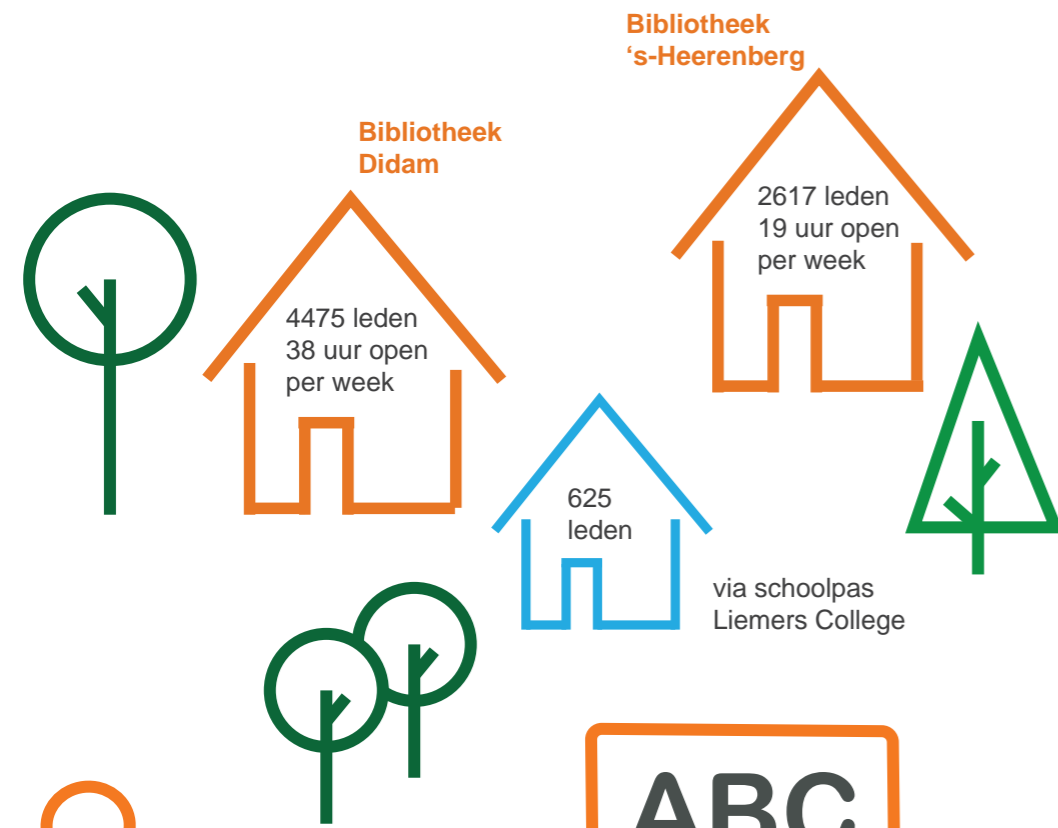 Bibliotheek
‘s-Heerenberg
2617 leden
19 uur open
per week
Bibliotheek
Didam
4475 leden
38 uur open
per week
625
leden
via schoolpas
Liemers College
ABC